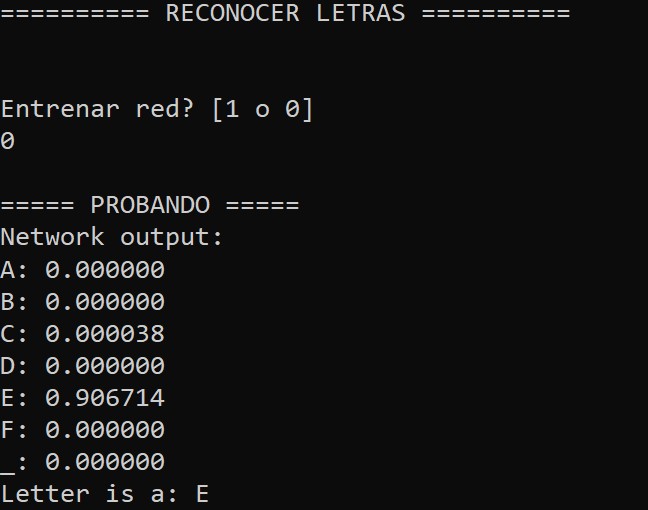 ========== RECONOCER LETRAS ==========
Entrenar red? [1 o 0]
0
===== PROBANDO =====
Network output:
A: 0.000000
B: 0.000000
C: 0.000038
D: 0.000000
E: 0.906714
F: 0.000000
_: 0.000000
Letter is a: E